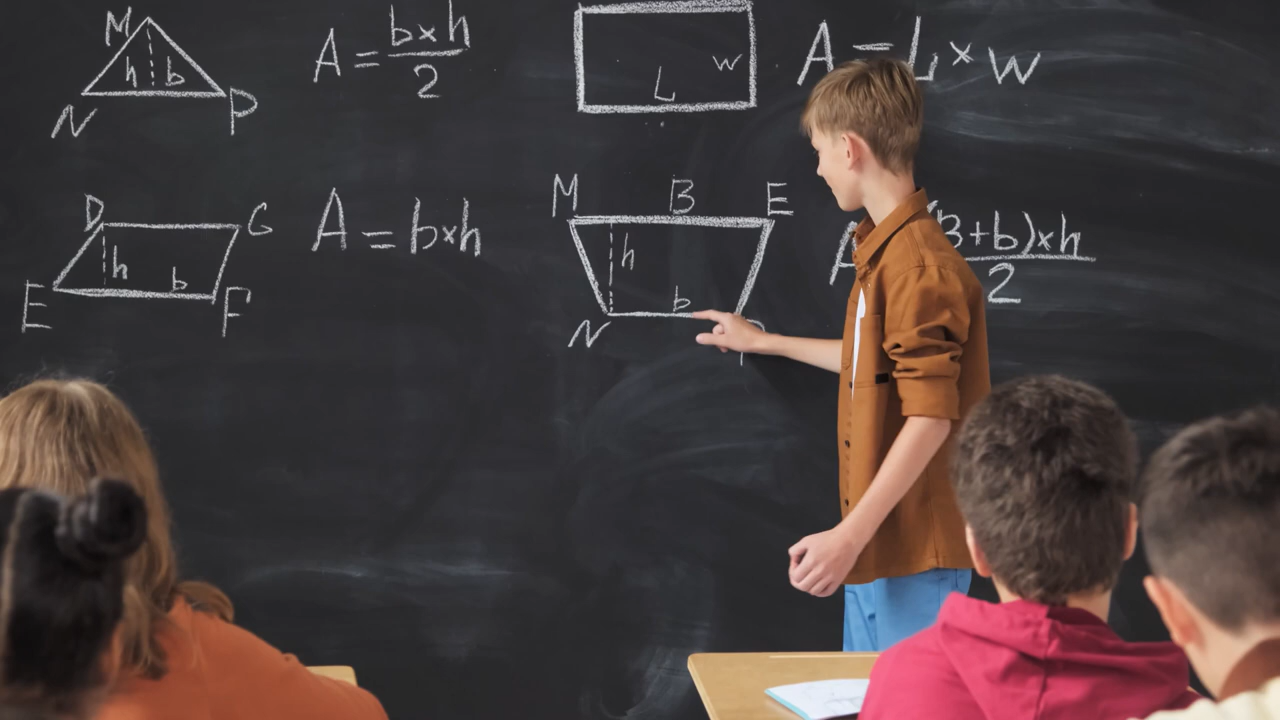 M
h b
N P
A = b×h
2
L w
A = L × w
D G
h b
E F
A = b×h
M B E
h b
N
A
B+b)×h
2